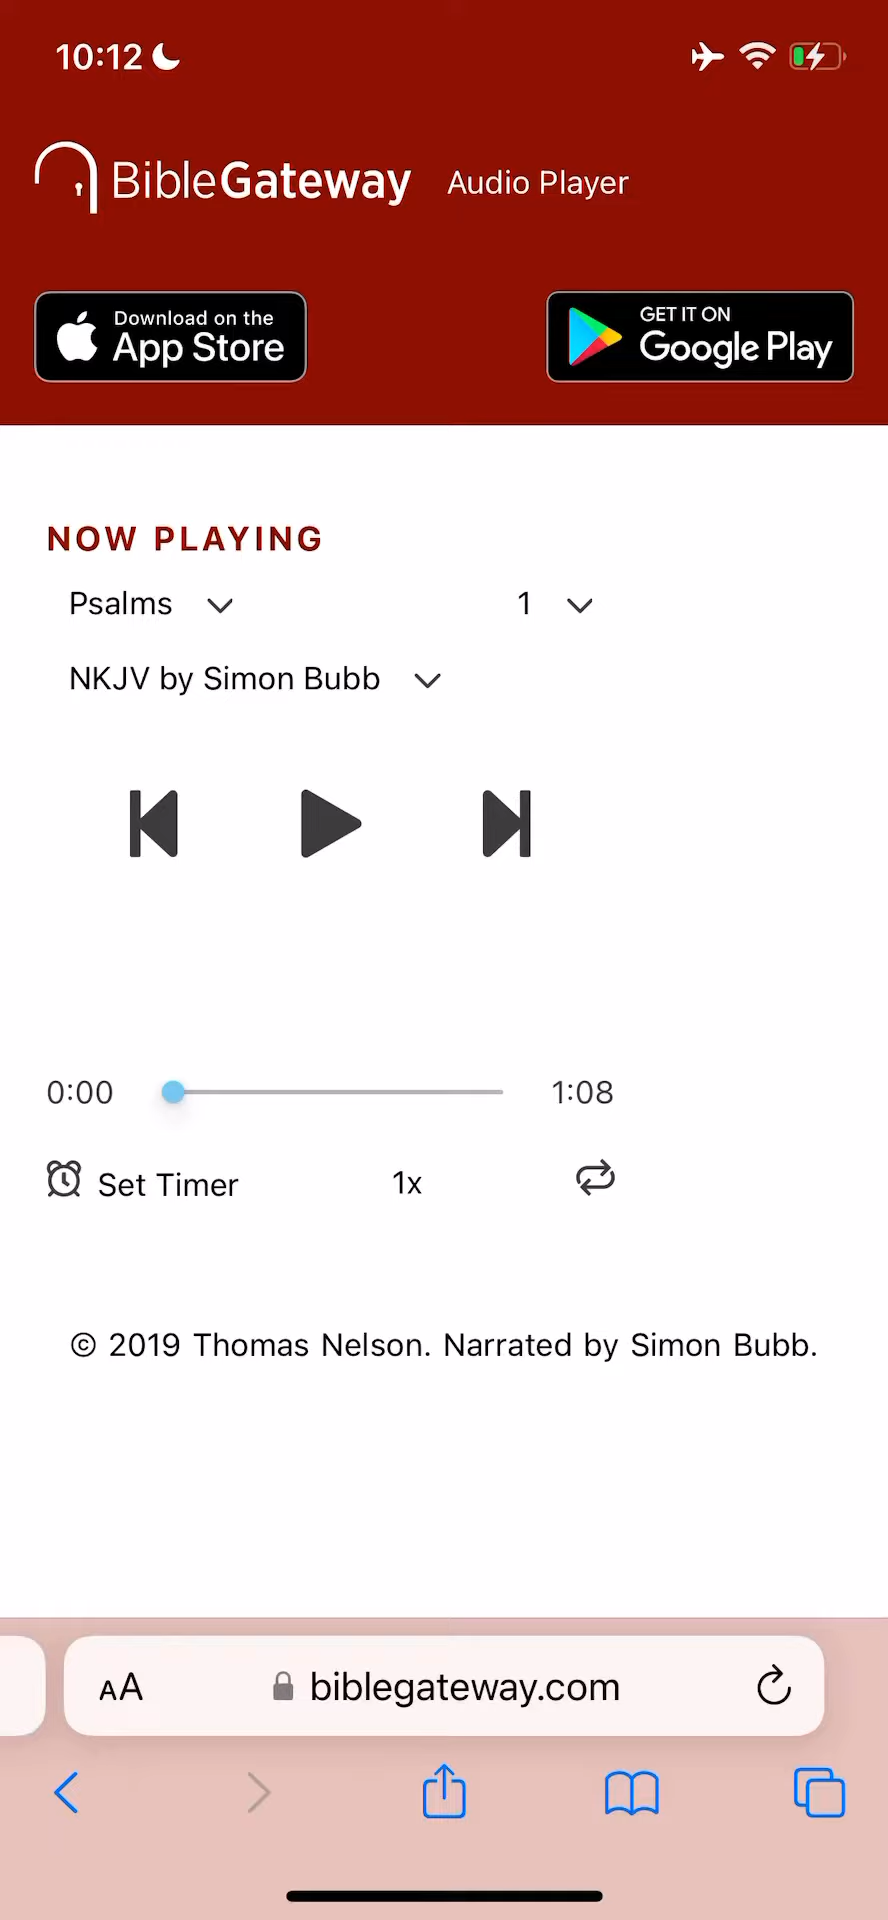 10:12
BibleGateway Audio Player
Download on the
App Store
GET IT ON
Google Play
NOW PLAYING
Psalms 1
NKJV by Simon Bubb
0:00 1:08
Set Timer 1x
© 2019 Thomas Nelson. Narrated by Simon Bubb.
AA biblegateway.com